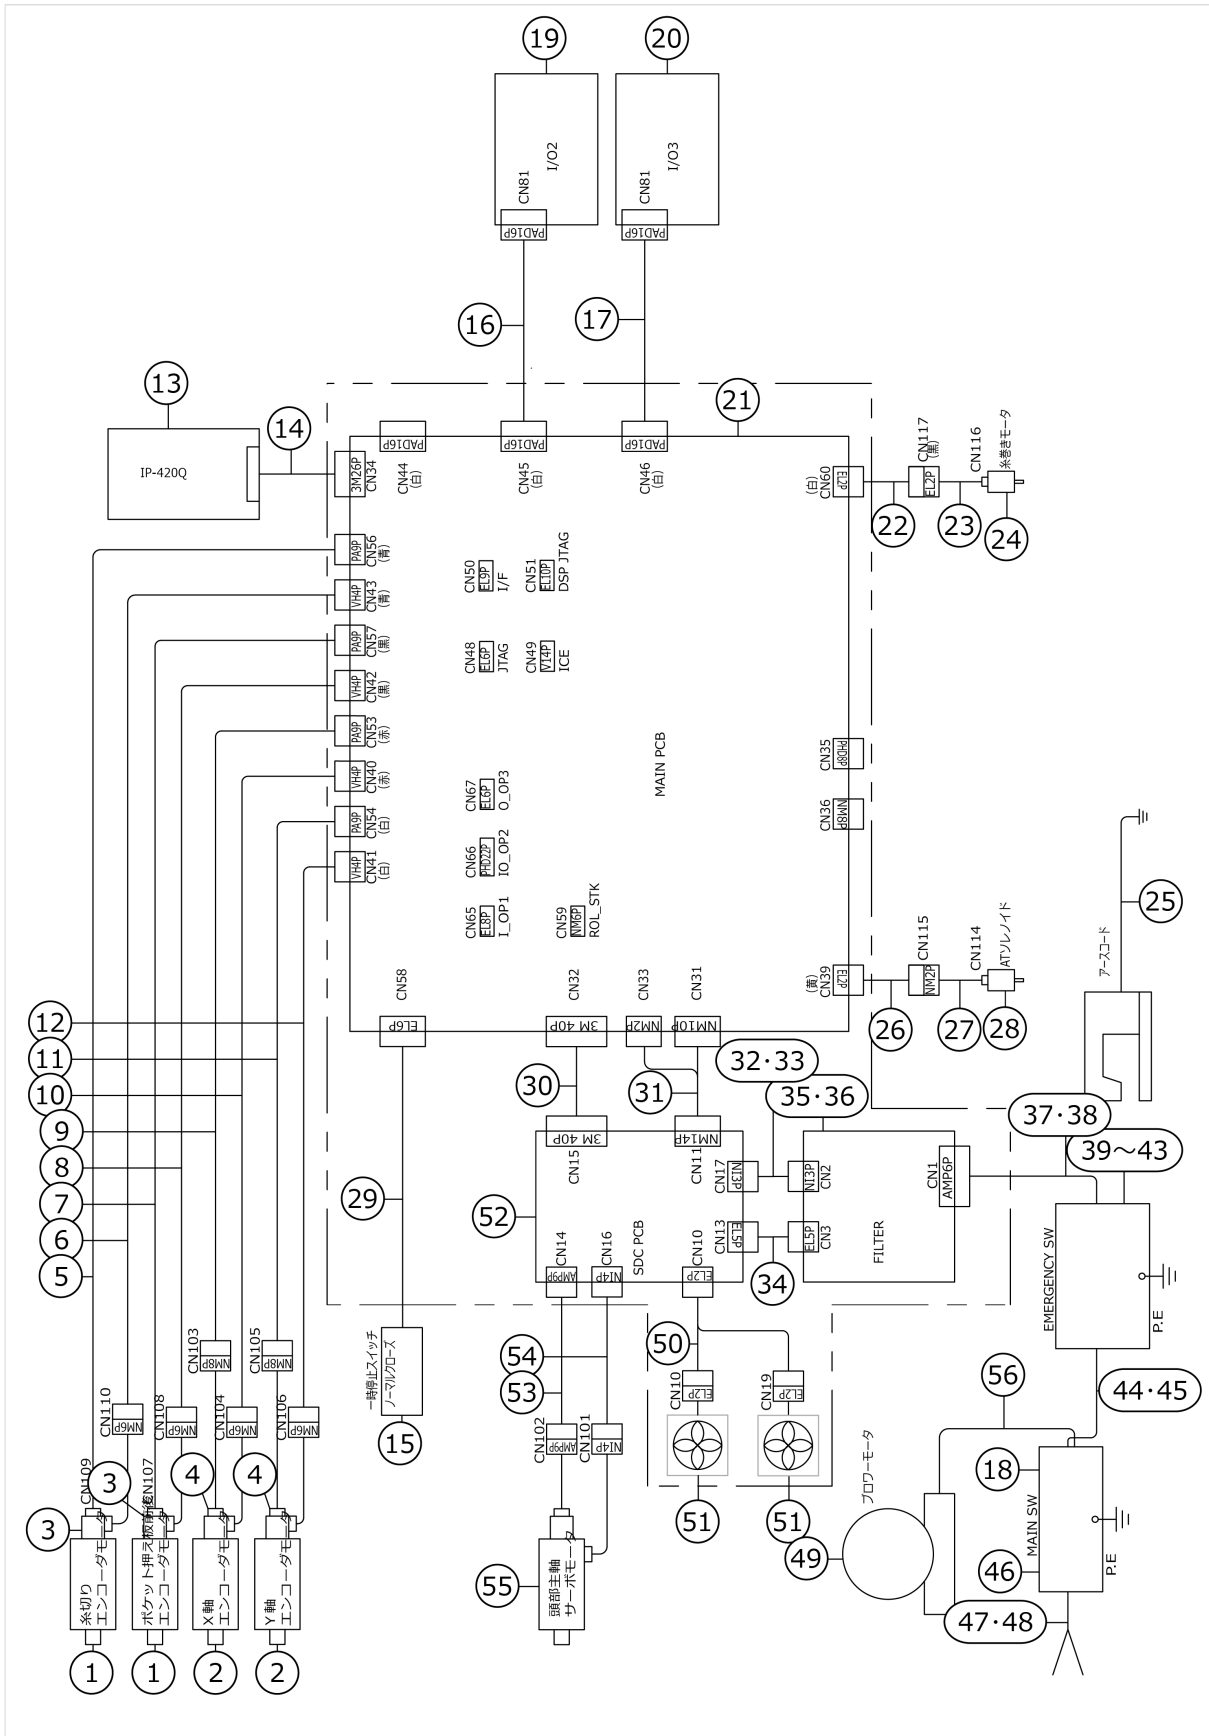 19
20
I/O2
CN81
PAD16P
I/O3
CN81
PAD16P
16
17
13
14
21
IP-420Q
3M26P
CN34
PAD16P
CN44
(白)
PAD16P
CN45
(白)
PAD16P
CN46
(白)
(白)
CN60
EL2P
22
CN117
(黒)
EL2P
23
CN116
糸巻きモータ
24
PA9P
CN56
(青)
VH4P
CN43
(青)
PA9P
CN57
(黒)
VH4P
CN42
(黒)
PA9P
CN53
(赤)
VH4P
CN40
(赤)
PA9P
CN54
(白)
VH4P
CN41
(白)
CN50
EL9P
I/F
CN51
EL10P
DSP JTAG
CN48
EL6P
JTAG
CN49
V14P
ICE
MAIN PCB
CN67
EL6P
O_OP3
CN66
PHD22P
IO_OP2
CN65
EL8P
I_OP1
CN59
NM6P
ROL_STK
CN35
PHD8P
CN36
NM8P
25
アースコード
CN58
EL6P
CN32
3M 40P
CN33
NM2P
CN31
NM10P
(黄)
CN39
EL2P
26
CN115
NM2P
27
CN114
ATソレノイド
28
12
11
10
9
8
7
6
5
29
30
31
32·33
35·36
37·38
39～43
3M 40P
CN15
NM14P
CN11
CN17
NI3P
NI3P
CN2
CN1
AMP6P
52
CN14
AMP9P
CN16
NI4P
SDC PCB
CN10
EL2P
CN13
EL5P
EL5P
CN3
FILTER
34
EMERGENCY SW
P.E
CN110
NM6P
CN108
NM6P
CN103
NM8P
CN104
NM6P
CN105
NM8P
CN106
NM6P
一時停止スイッチ
ノーマルクローズ
15
54
53
50
CN102
AMP9P
CN101
NI4P
CN10
EL2P
CN19
EL2P
51
51
56
44·45
18
MAIN SW
P.E
46
ブロワーモータ
49
47·48
CN109
3
3
CN107
4
4
糸切り
エンコーダモータ
ポケット押え板前後
エンコーダモータ
X軸
エンコーダモータ
Y軸
エンコーダモータ
1
1
2
2
55
頭部主軸
サーボモータ